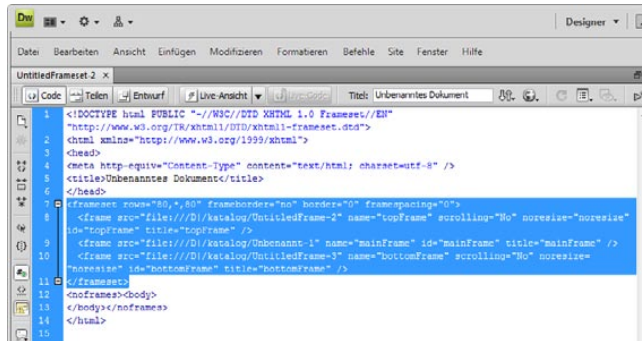 Dw
Designer
Datei Bearbeiten Ansicht Einfügen Modifizieren Formatieren Befehle Site Fenster Hilfe
UntitledFrameset-2 ×
Code Teilen Entwurf Live-Ansicht Live-Code Titel: Unbenanntes Dokument
1 <!DOCTYPE html PUBLIC "-//W3C//DTD XHTML 1.0 Frameset//EN"
"http://www.w3.org/TR/xhtml1/DTD/xhtml1-frameset.dtd">
2 <html xmlns="http://www.w3.org/1999/xhtml">
3 <head>
4 <meta http-equiv="Content-Type" content="text/html; charset=utf-8" />
5 <title>Unbenanntes Dokument</title>
6 </head>
7 <frameset rows="80,*,80" frameborder="no" border="0" framespacing="0">
8 <frame src="file:///D|/katalog/UntitledFrame-2" name="topFrame" scrolling="No" noresize="noresize"
id="topFrame" title="topFrame" />
9 <frame src="file:///D|/katalog/Unbenannt-1" name="mainFrame" id="mainFrame" title="mainFrame" />
10 <frame src="file:///D|/katalog/UntitledFrame-3" name="bottomFrame" scrolling="No" noresize=
"noresize" id="bottomFrame" title="bottomFrame" />
11 </frameset>
12 <noframes><body>
13 </body></noframes>
14 </html>
15